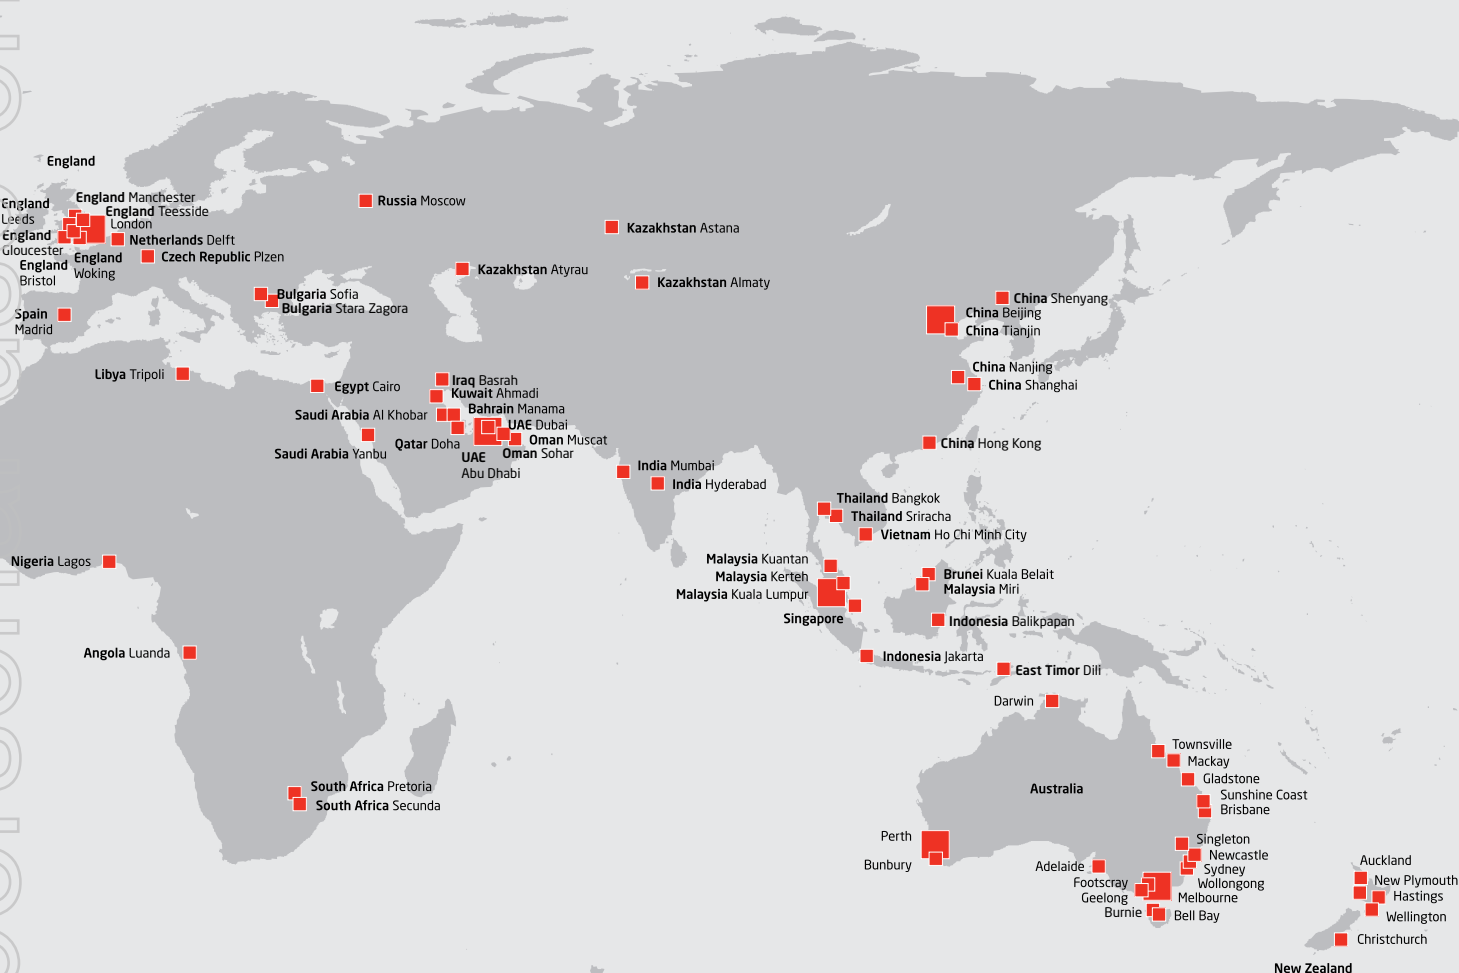 England
England Manchester
England
Leeds
England Teesside
London
England
Gloucester
Netherlands Delft
England
Woking
Czech Republic Plzen
England
Bristol
Russia Moscow
Kazakhstan Astana
Kazakhstan Atyrau
Kazakhstan Almaty
Bulgaria Sofia
Bulgaria Stara Zagora
Spain
Madrid
China Shenyang
China Beijing
China Tianjin
China Nanjing
China Shanghai
China Hong Kong
Libya Tripoli
Egypt Cairo
Iraq Basrah
Kuwait Ahmadi
Bahrain Manama
Saudi Arabia Al Khobar
UAE Dubai
Qatar Doha
Oman Muscat
Saudi Arabia Yanbu
Oman Sohar
UAE
Abu Dhabi
India Mumbai
India Hyderabad
Thailand Bangkok
Thailand Sriracha
Vietnam Ho Chi Minh City
Nigeria Lagos
Malaysia Kuantan
Malaysia Kerteh
Malaysia Kuala Lumpur
Singapore
Brunei Kuala Belait
Malaysia Miri
Indonesia Balikpapan
Angola Luanda
Indonesia Jakarta
East Timor Dili
Darwin
Townsville
Mackay
Gladstone
Australia
Sunshine Coast
Brisbane
South Africa Pretoria
South Africa Secunda
Perth
Bunbury
Singleton
Newcastle
Sydney
Wollongong
Adelaide
Footscray
Geelong
Melbourne
Burnie
Bell Bay
Auckland
New Plymouth
Hastings
Wellington
Christchurch
New Zealand